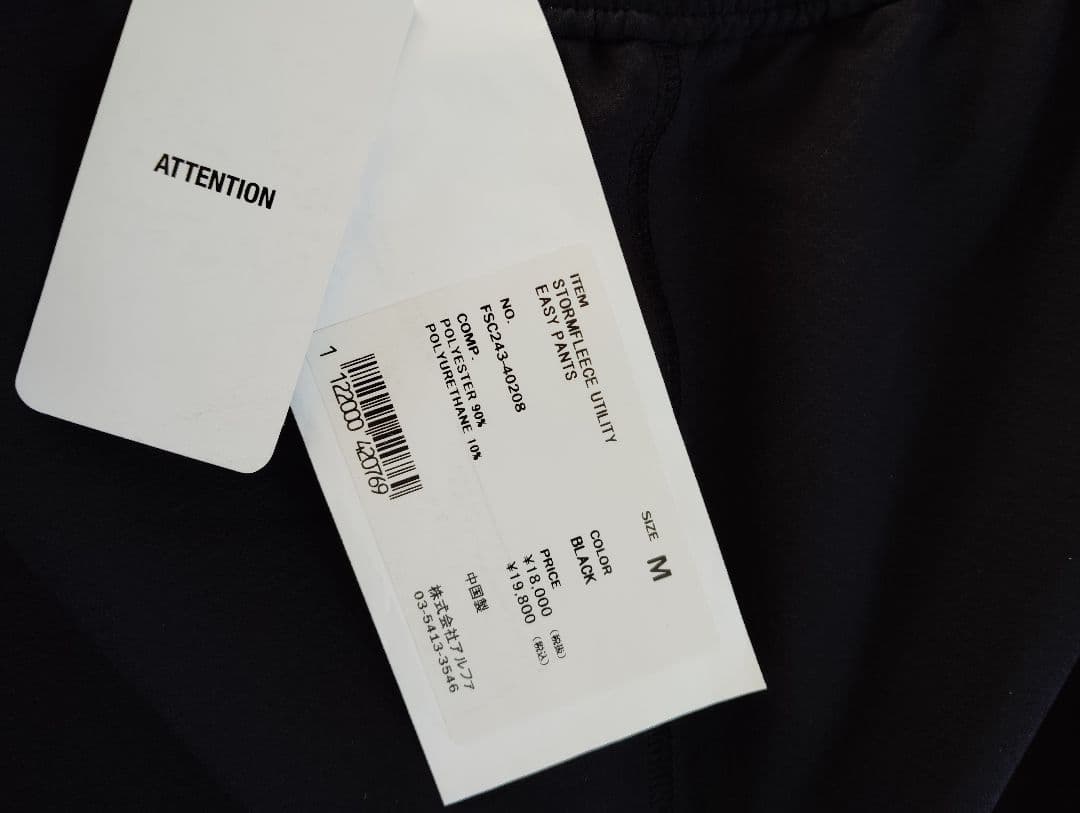 ATTENTION
ITEM
STORMFLEECE UTILITY
EASY PANTS
NO.
FSC243-40208
COMP.
POLYESTER 90%
POLYURETHANE 10%
1 122000 420769
SIZE M
COLOR
BLACK
PRICE
¥18,000 (税抜)
¥19,800 (税込)
中国製
株式会社アルファ
03-5413-3546